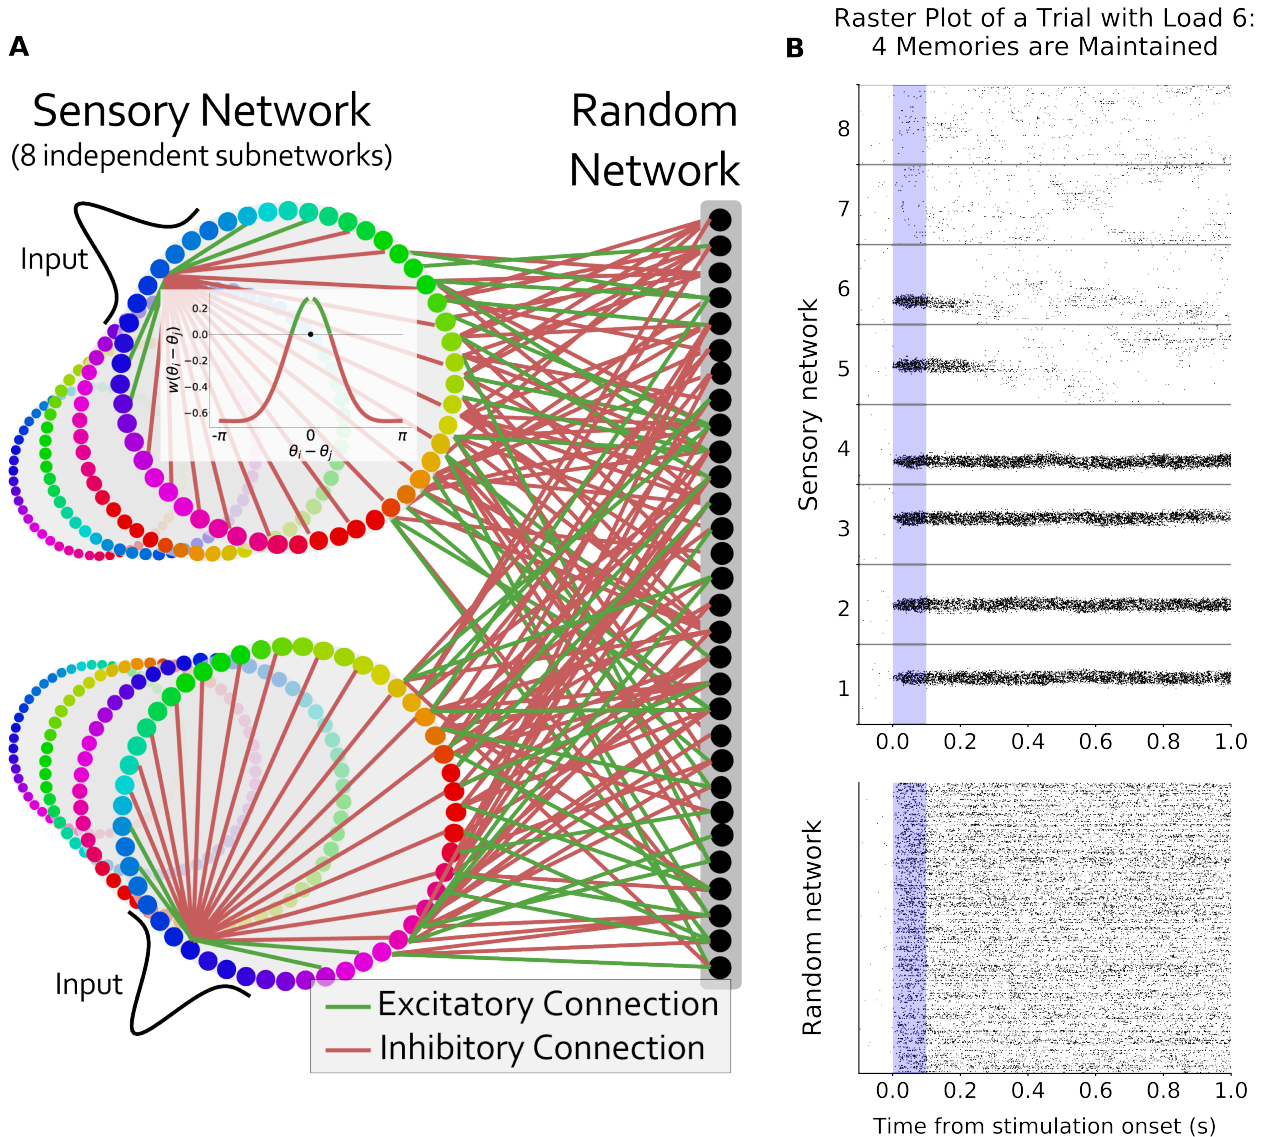 A
Sensory Network
(8 independent subnetworks)
Random
Network
Input
0.2
0.0
−0.2
−0.4
−0.6
w(θi − θj)
-π
0
π
θi − θj
Input
Excitatory Connection
Inhibitory Connection
B
Raster Plot of a Trial with Load 6:
4 Memories are Maintained
Sensory network
8
7
6
5
4
3
2
1
0.0 0.2 0.4 0.6 0.8 1.0
Random network
0.0 0.2 0.4 0.6 0.8 1.0
Time from stimulation onset (s)